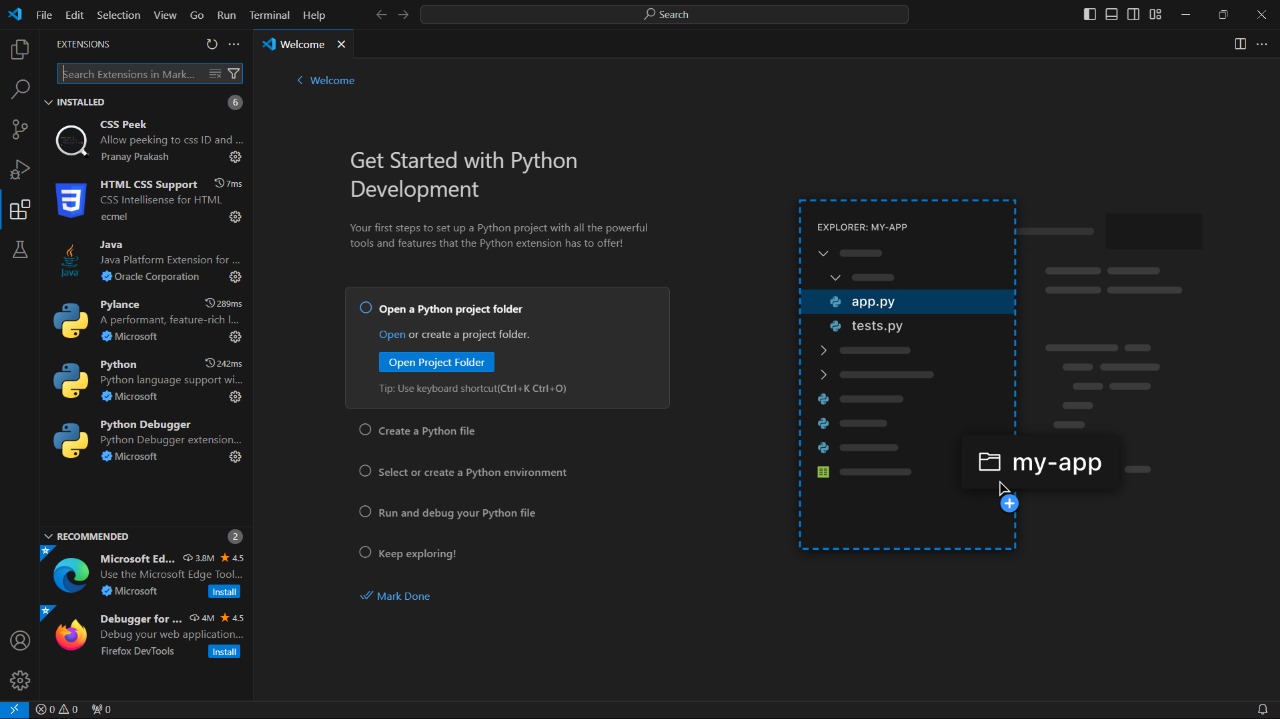 File Edit Selection View Go Run Terminal Help
Search
EXTENSIONS
Search Extensions in Mark...
INSTALLED 6
CSS Peek
Allow peeking to css ID and ...
Pranay Prakash
HTML CSS Support 7ms
CSS Intellisense for HTML
ecmel
Java
Java Platform Extension for ...
Oracle Corporation
Pylance 289ms
A performant, feature-rich l...
Microsoft
Python 242ms
Python language support wi...
Microsoft
Python Debugger
Python Debugger extension...
Microsoft
RECOMMENDED 2
Microsoft Ed... 3.8M 4.5
Use the Microsoft Edge Tool...
Microsoft Install
Debugger for ... 4M 4.5
Debug your web application...
Firefox DevTools Install
Welcome
Welcome
Get Started with Python
Development
Your first steps to set up a Python project with all the powerful
tools and features that the Python extension has to offer!
Open a Python project folder
Open or create a project folder.
Open Project Folder
Tip: Use keyboard shortcut(Ctrl+K Ctrl+O)
Create a Python file
Select or create a Python environment
Run and debug your Python file
Keep exploring!
Mark Done
EXPLORER: MY-APP
app.py
tests.py
my-app
0 0 0